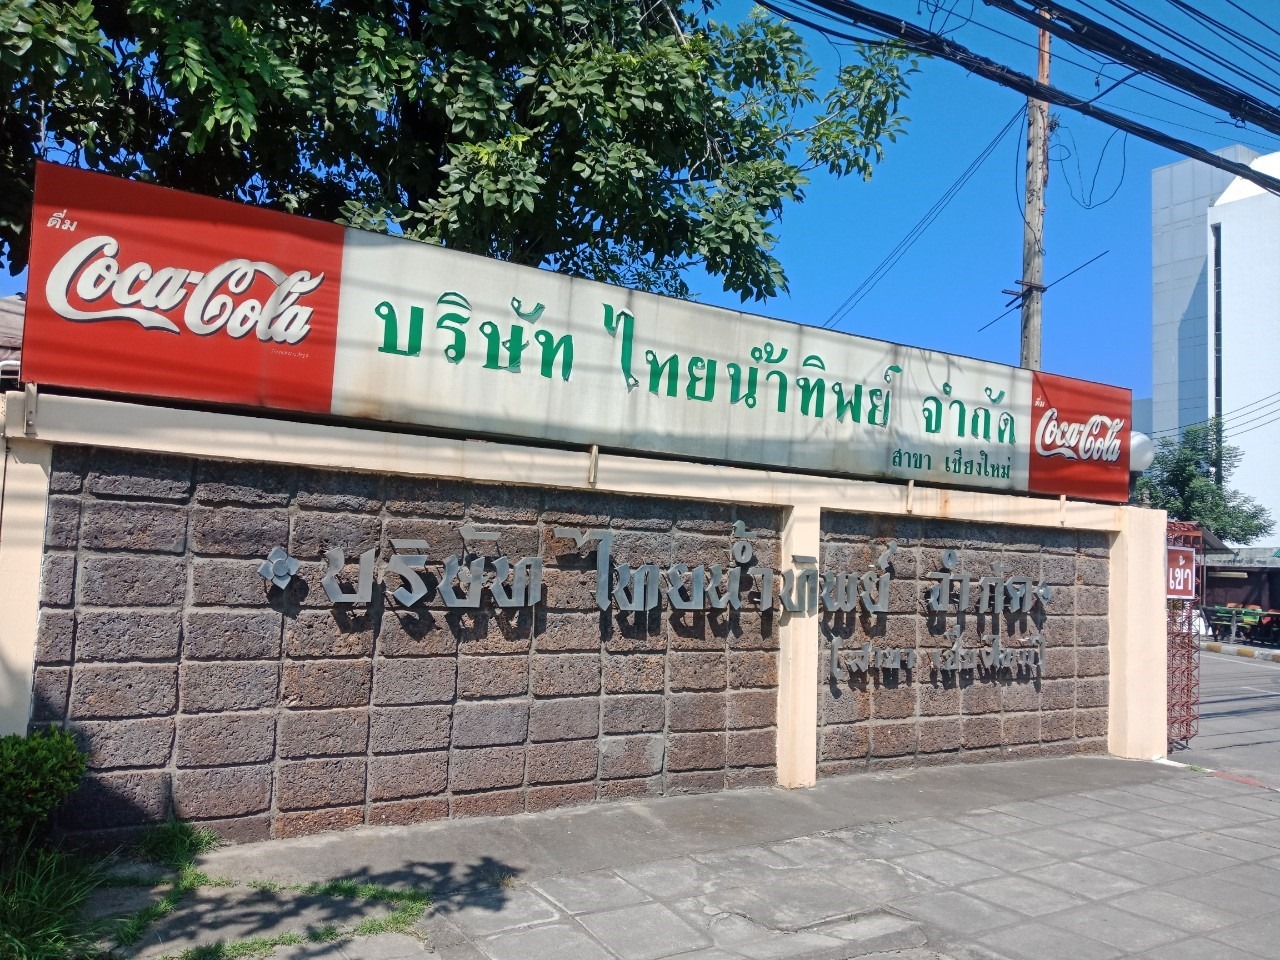 ดื่ม
Coca-Cola
บริษัท ไทยน้ำทิพย์ จำกัด
สาขา เชียงใหม่
ดื่ม
Coca-Cola
บริษัท ไทยน้ำทิพย์ จำกัด
[สาขา เชียงใหม่]
เข้า